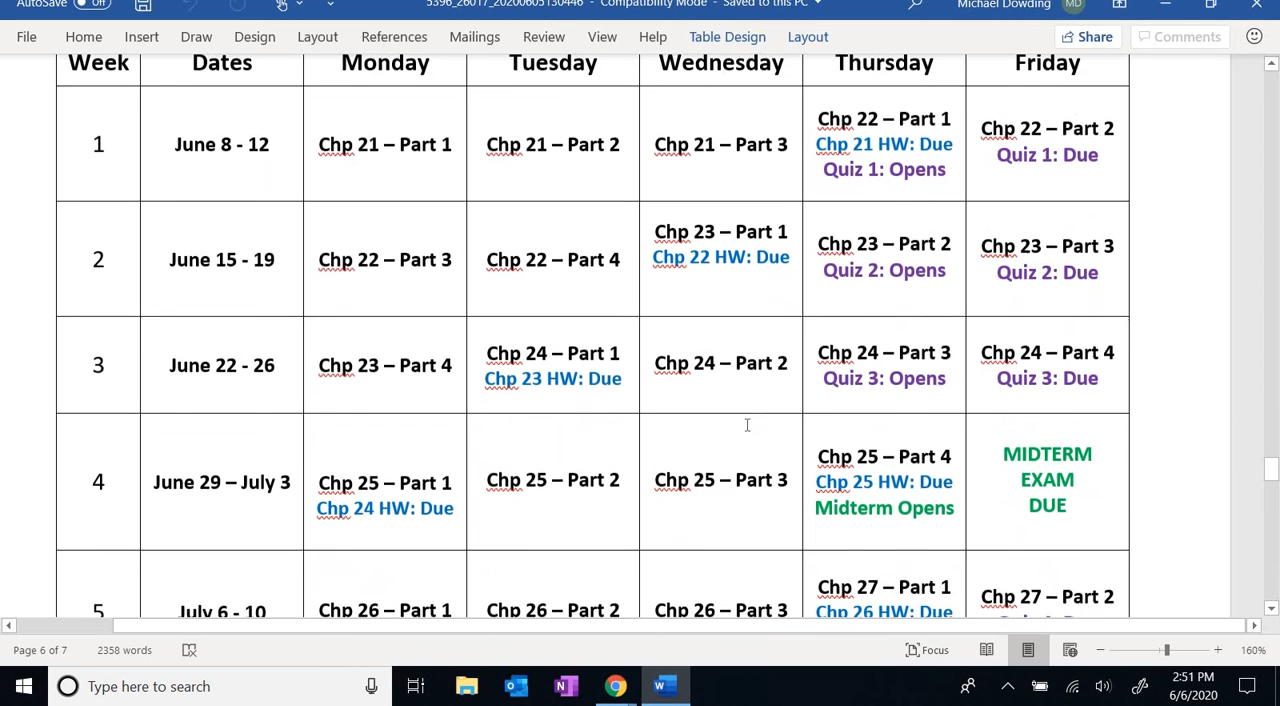 AutoSave Off 5396_26017_20200605130446 - Compatibility Mode - Saved to this PC Michael Dowding MD
File Home Insert Draw Design Layout References Mailings Review View Help Table Design Layout Share Comments
Week Dates Monday Tuesday Wednesday Thursday Friday
1 June 8 - 12 Chp 21 – Part 1 Chp 21 – Part 2 Chp 21 – Part 3
Chp 22 – Part 1
Chp 21 HW: Due
Quiz 1: Opens
Chp 22 – Part 2
Quiz 1: Due
2 June 15 - 19 Chp 22 – Part 3 Chp 22 – Part 4
Chp 23 – Part 1
Chp 22 HW: Due
Chp 23 – Part 2
Quiz 2: Opens
Chp 23 – Part 3
Quiz 2: Due
3 June 22 - 26 Chp 23 – Part 4
Chp 24 – Part 1
Chp 23 HW: Due
Chp 24 – Part 2
Chp 24 – Part 3
Quiz 3: Opens
Chp 24 – Part 4
Quiz 3: Due
4 June 29 – July 3
Chp 25 – Part 1
Chp 24 HW: Due
Chp 25 – Part 2
Chp 25 – Part 3
Chp 25 – Part 4
Chp 25 HW: Due
Midterm Opens
MIDTERM
EXAM
DUE
5 July 6 - 10 Chp 26 – Part 1 Chp 26 – Part 2 Chp 26 – Part 3
Chp 27 – Part 1
Chp 26 HW: Due
Chp 27 – Part 2
Page 6 of 7 2358 words Focus 160%
Type here to search
2:51 PM
6/6/2020